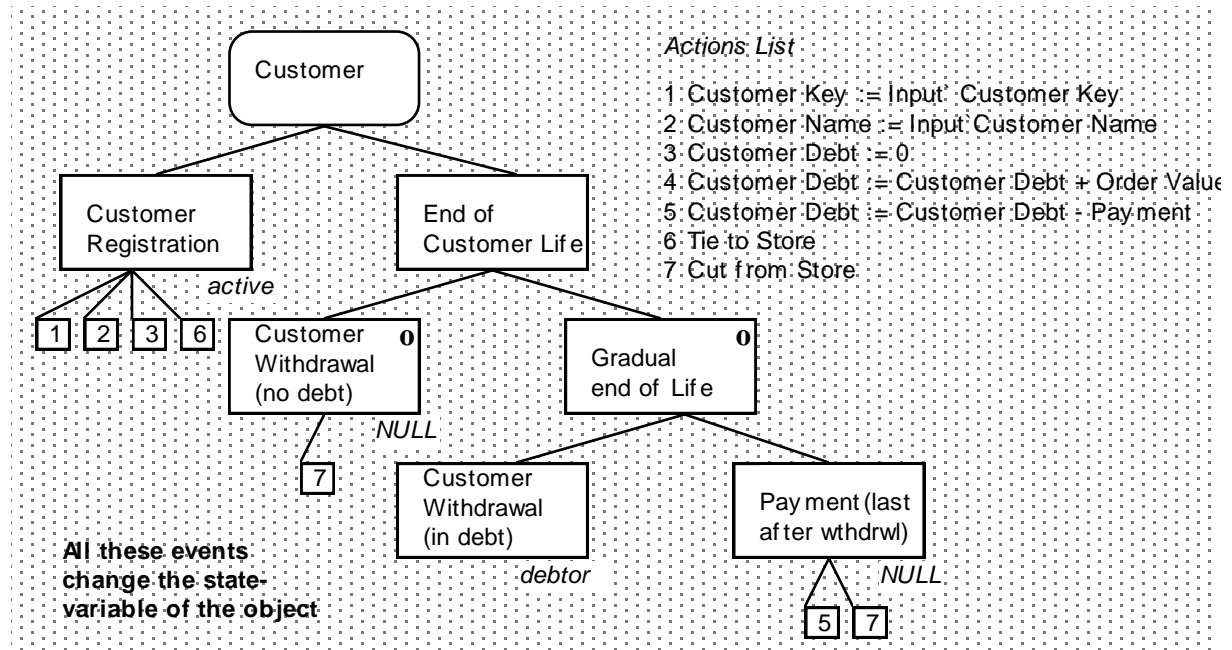 Customer
Actions List
1 Customer Key := Input` Customer Key
2 Customer Name := Input`Customer Name
3 Customer Debt := 0
4 Customer Debt := Customer Debt + Order Value
5 Customer Debt := Customer Debt - Payment
6 Tie to Store
7 Cut from Store
Customer
Registration
active
End of
Customer Life
1 2 3 6
Customer
Withdrawal
(no debt)
o
NULL
7
Gradual
end of Life
o
Customer
Withdrawal
(in debt)
debtor
Payment (last
after wthdrwl)
NULL
5 7
All these events
change the state-
variable of the object